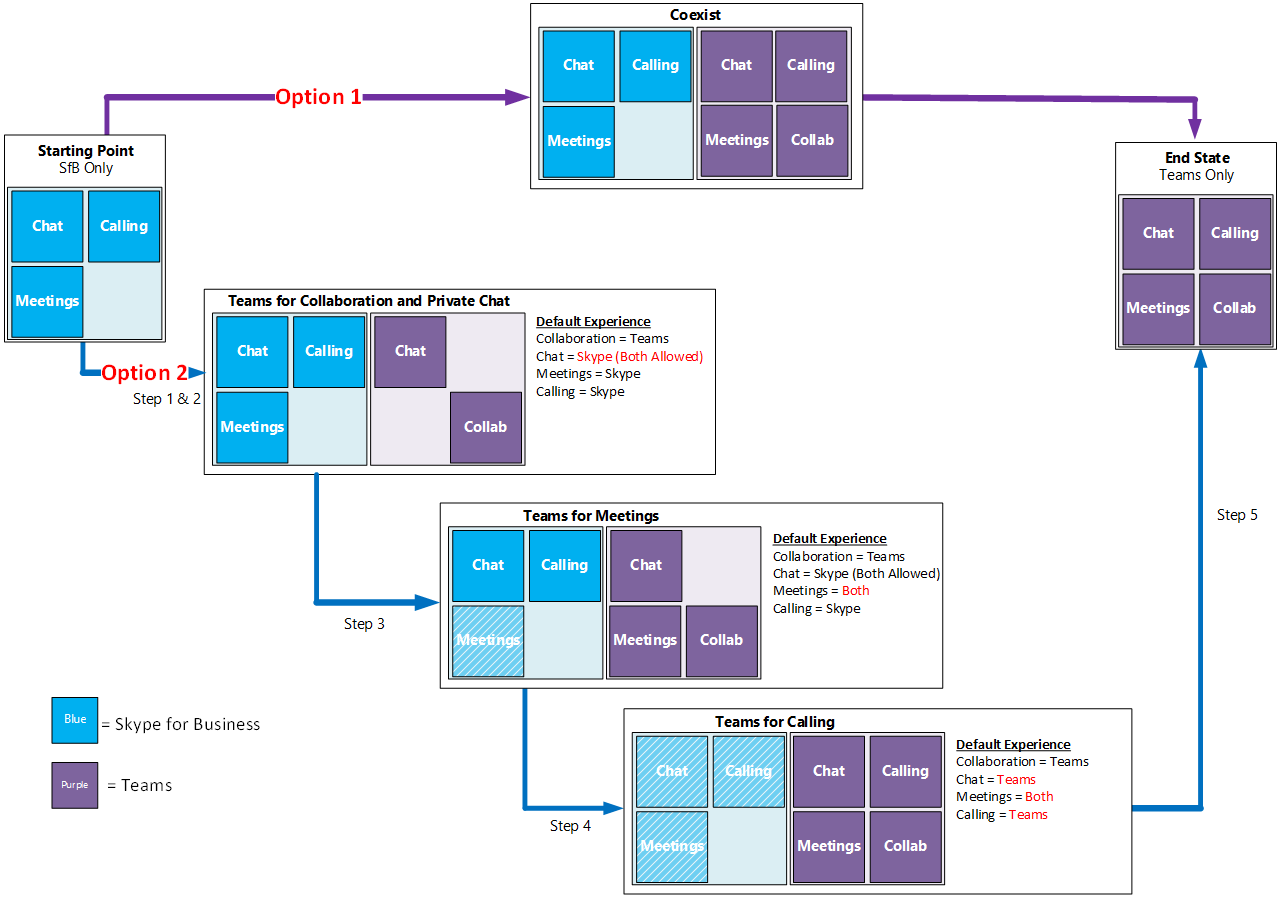 Coexist
Chat
Calling
Chat
Calling
Meetings
Meetings
Collab
Option 1
Starting Point
SfB Only
Chat
Calling
Meetings
End State
Teams Only
Chat
Calling
Meetings
Collab
Option 2
Step 1 & 2
Teams for Collaboration and Private Chat
Chat
Calling
Chat
Meetings
Collab
Default Experience
Collaboration = Teams
Chat = Skype (Both Allowed)
Meetings = Skype
Calling = Skype
Step 3
Teams for Meetings
Chat
Calling
Chat
Meetings
Meetings
Collab
Default Experience
Collaboration = Teams
Chat = Skype (Both Allowed)
Meetings = Both
Calling = Skype
Step 5
Step 4
Teams for Calling
Chat
Calling
Chat
Calling
Meetings
Meetings
Collab
Default Experience
Collaboration = Teams
Chat = Teams
Meetings = Both
Calling = Teams
Blue = Skype for Business
Purple = Teams